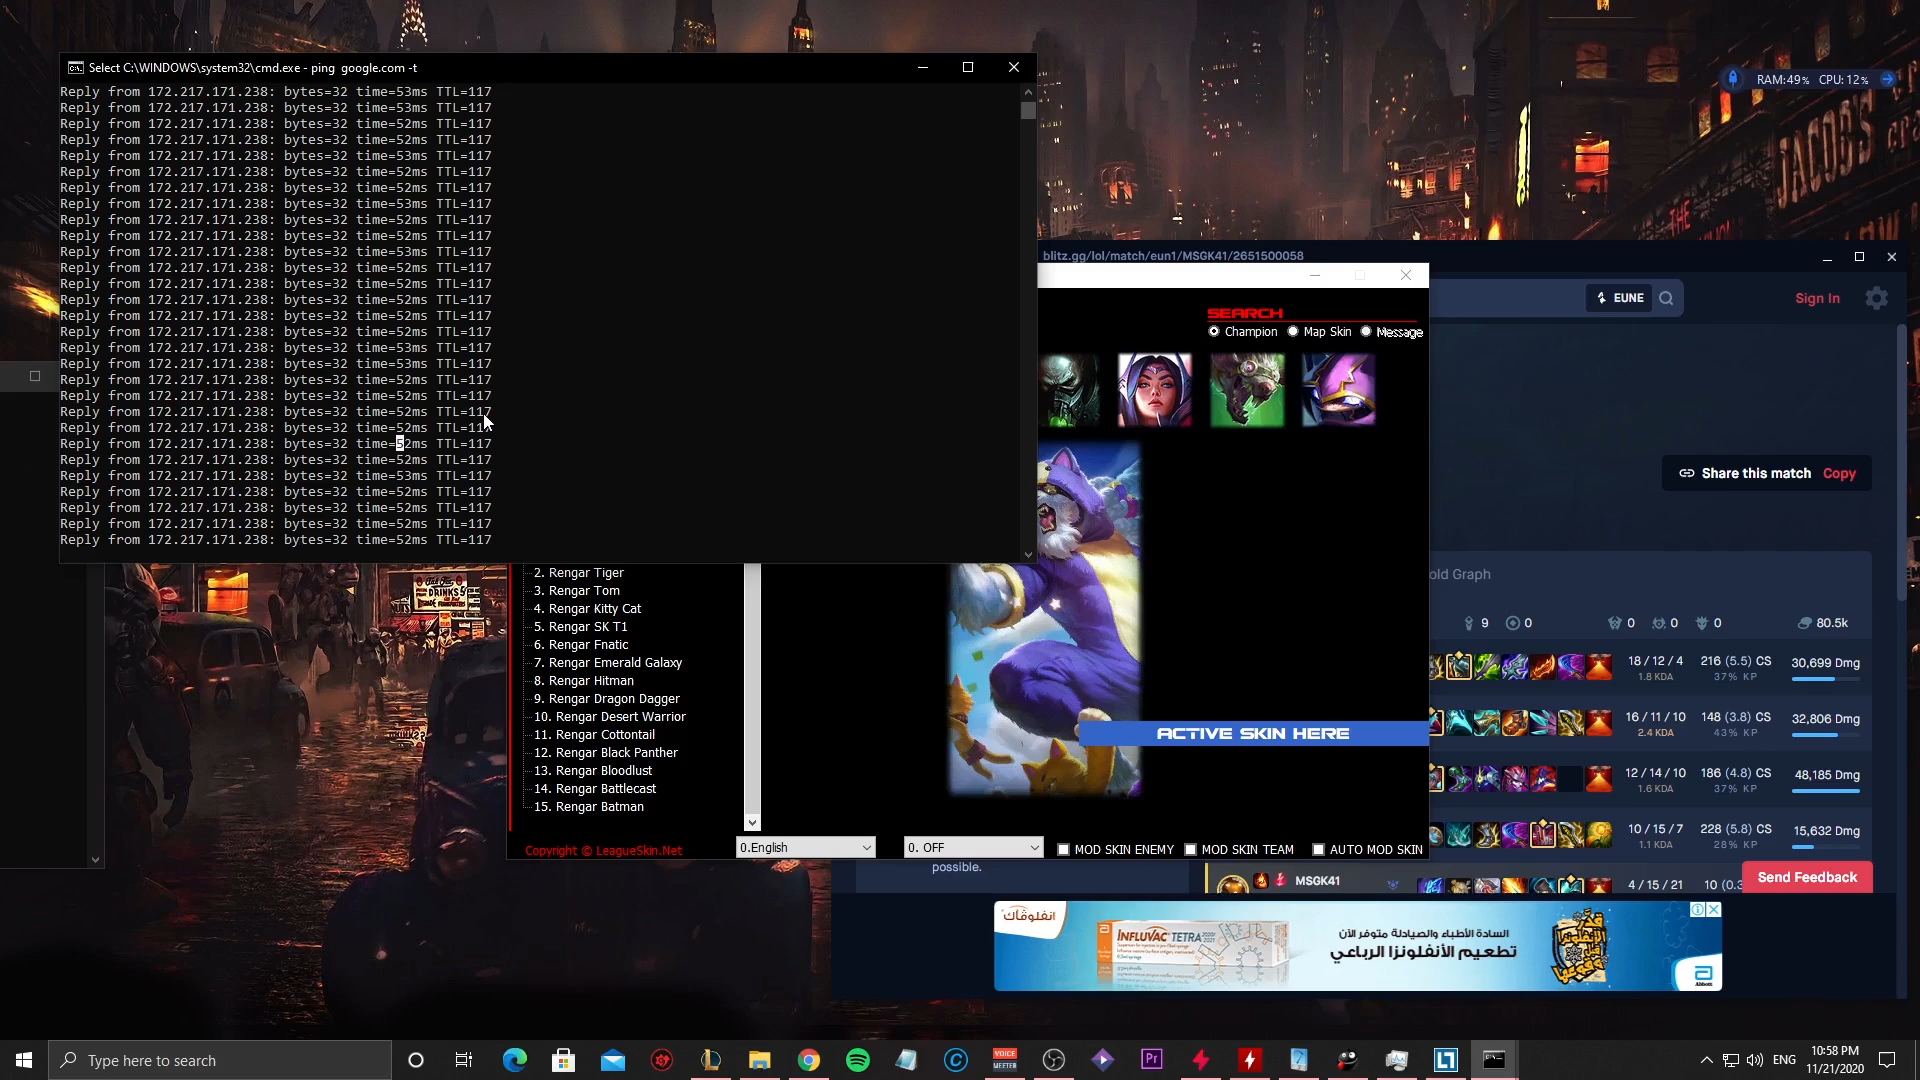 Select C:\WINDOWS\system32\cmd.exe - ping  google.com -t
Reply from 172.217.171.238: bytes=32 time=53ms TTL=117
Reply from 172.217.171.238: bytes=32 time=53ms TTL=117
Reply from 172.217.171.238: bytes=32 time=52ms TTL=117
Reply from 172.217.171.238: bytes=32 time=52ms TTL=117
Reply from 172.217.171.238: bytes=32 time=53ms TTL=117
Reply from 172.217.171.238: bytes=32 time=52ms TTL=117
Reply from 172.217.171.238: bytes=32 time=52ms TTL=117
Reply from 172.217.171.238: bytes=32 time=53ms TTL=117
Reply from 172.217.171.238: bytes=32 time=52ms TTL=117
Reply from 172.217.171.238: bytes=32 time=52ms TTL=117
Reply from 172.217.171.238: bytes=32 time=53ms TTL=117
Reply from 172.217.171.238: bytes=32 time=52ms TTL=117
Reply from 172.217.171.238: bytes=32 time=52ms TTL=117
Reply from 172.217.171.238: bytes=32 time=52ms TTL=117
Reply from 172.217.171.238: bytes=32 time=52ms TTL=117
Reply from 172.217.171.238: bytes=32 time=52ms TTL=117
Reply from 172.217.171.238: bytes=32 time=53ms TTL=117
Reply from 172.217.171.238: bytes=32 time=52ms TTL=117
Reply from 172.217.171.238: bytes=32 time=52ms TTL=117
Reply from 172.217.171.238: bytes=32 time=52ms TTL=117
Reply from 172.217.171.238: bytes=32 time=52ms TTL=117
Reply from 172.217.171.238: bytes=32 time=52ms TTL=117
Reply from 172.217.171.238: bytes=32 time=52ms TTL=117
Reply from 172.217.171.238: bytes=32 time=52ms TTL=117
Reply from 172.217.171.238: bytes=32 time=53ms TTL=117
Reply from 172.217.171.238: bytes=32 time=52ms TTL=117
Reply from 172.217.171.238: bytes=32 time=52ms TTL=117
Reply from 172.217.171.238: bytes=32 time=52ms TTL=117
Reply from 172.217.171.238: bytes=32 time=52ms TTL=117
RAM:49% CPU:12%
JACOBS
THE
DRINKS
blitz.gg/lol/match/eun1/MSGK41/2651500058
EUNE
Sign In
SEARCH
Champion Map Skin Message
Share this match Copy
old Graph
9 0 0 0 0 80.5k
18 / 12 / 4 216 (5.5) CS 30,699 Dmg
1.8 KDA 37% KP
16 / 11 / 10 148 (3.8) CS 32,806 Dmg
2.4 KDA 43% KP
12 / 14 / 10 186 (4.8) CS 48,185 Dmg
1.6 KDA 37% KP
10 / 15 / 7 228 (5.8) CS 15,632 Dmg
1.1 KDA 28% KP
MSGK41 4 / 15 / 21 10 (0.3
Send Feedback
2. Rengar Tiger
3. Rengar Tom
4. Rengar Kitty Cat
5. Rengar SK T1
6. Rengar Fnatic
7. Rengar Emerald Galaxy
8. Rengar Hitman
9. Rengar Dragon Dagger
10. Rengar Desert Warrior
11. Rengar Cottontail
12. Rengar Black Panther
13. Rengar Bloodlust
14. Rengar Battlecast
15. Rengar Batman
ACTIVE SKIN HERE
Copyright © LeagueSkin.Net
0.English
0. OFF
MOD SKIN ENEMY MOD SKIN TEAM AUTO MOD SKIN
possible.
انفلوڤاك
INFLUVAC TETRA 2020/2021
السادة الأطباء والصيادلة متوفر الآن
تطعيم الأنفلونزا الرباعي
Abbott
Type here to search
VOICE
MEETER
Pr
ENG
10:58 PM
11/21/2020